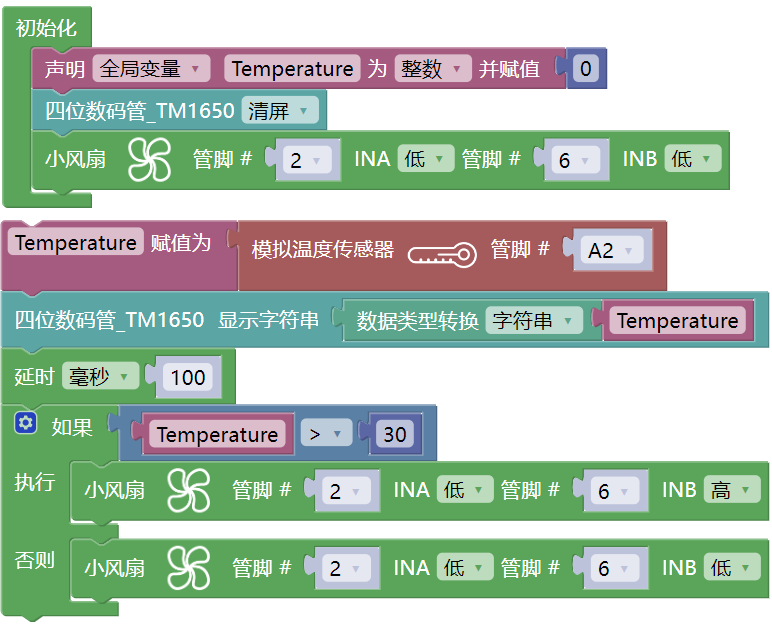 初始化
声明 全局变量 Temperature 为 整数 并赋值 0
四位数码管_TM1650 清屏
小风扇 管脚 # 2 INA 低 管脚 # 6 INB 低
Temperature 赋值为 模拟温度传感器 管脚 # A2
四位数码管_TM1650 显示字符串 数据类型转换 字符串 Temperature
延时 毫秒 100
如果 Temperature > 30
执行 小风扇 管脚 # 2 INA 低 管脚 # 6 INB 高
否则 小风扇 管脚 # 2 INA 低 管脚 # 6 INB 低